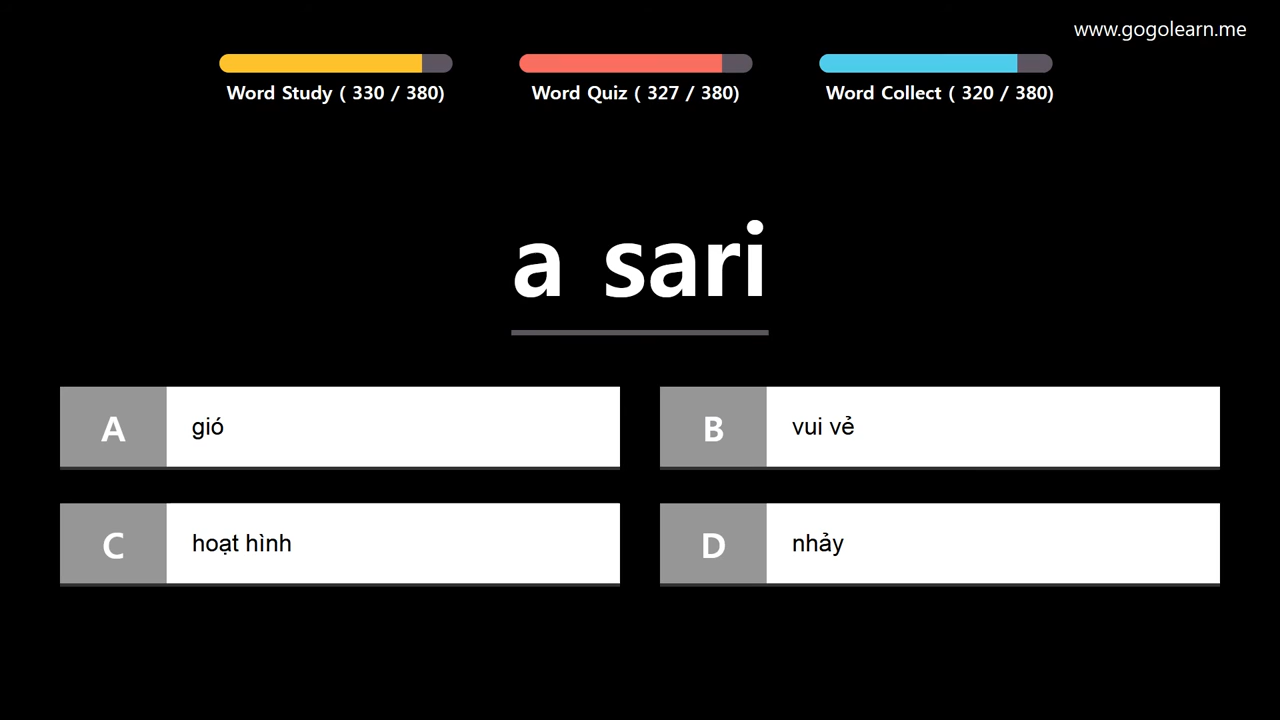 www.gogolearn.me
Word Study ( 330 / 380)
Word Quiz ( 327 / 380)
Word Collect ( 320 / 380)
a sari
A gió
B vui vẻ
C hoạt hình
D nhảy